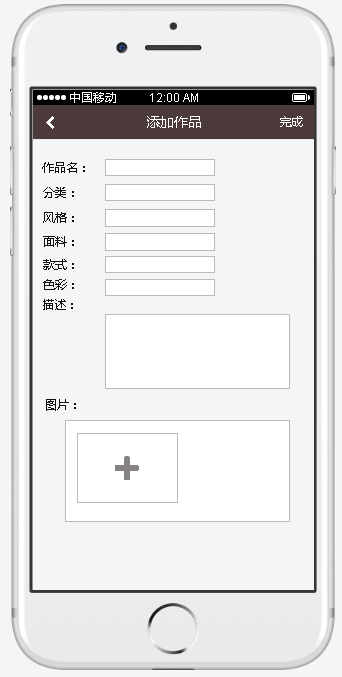 中国移动 12:00 AM
添加作品 完成
作品名：
分类：
风格：
面料：
款式：
色彩：
描述：
图片：